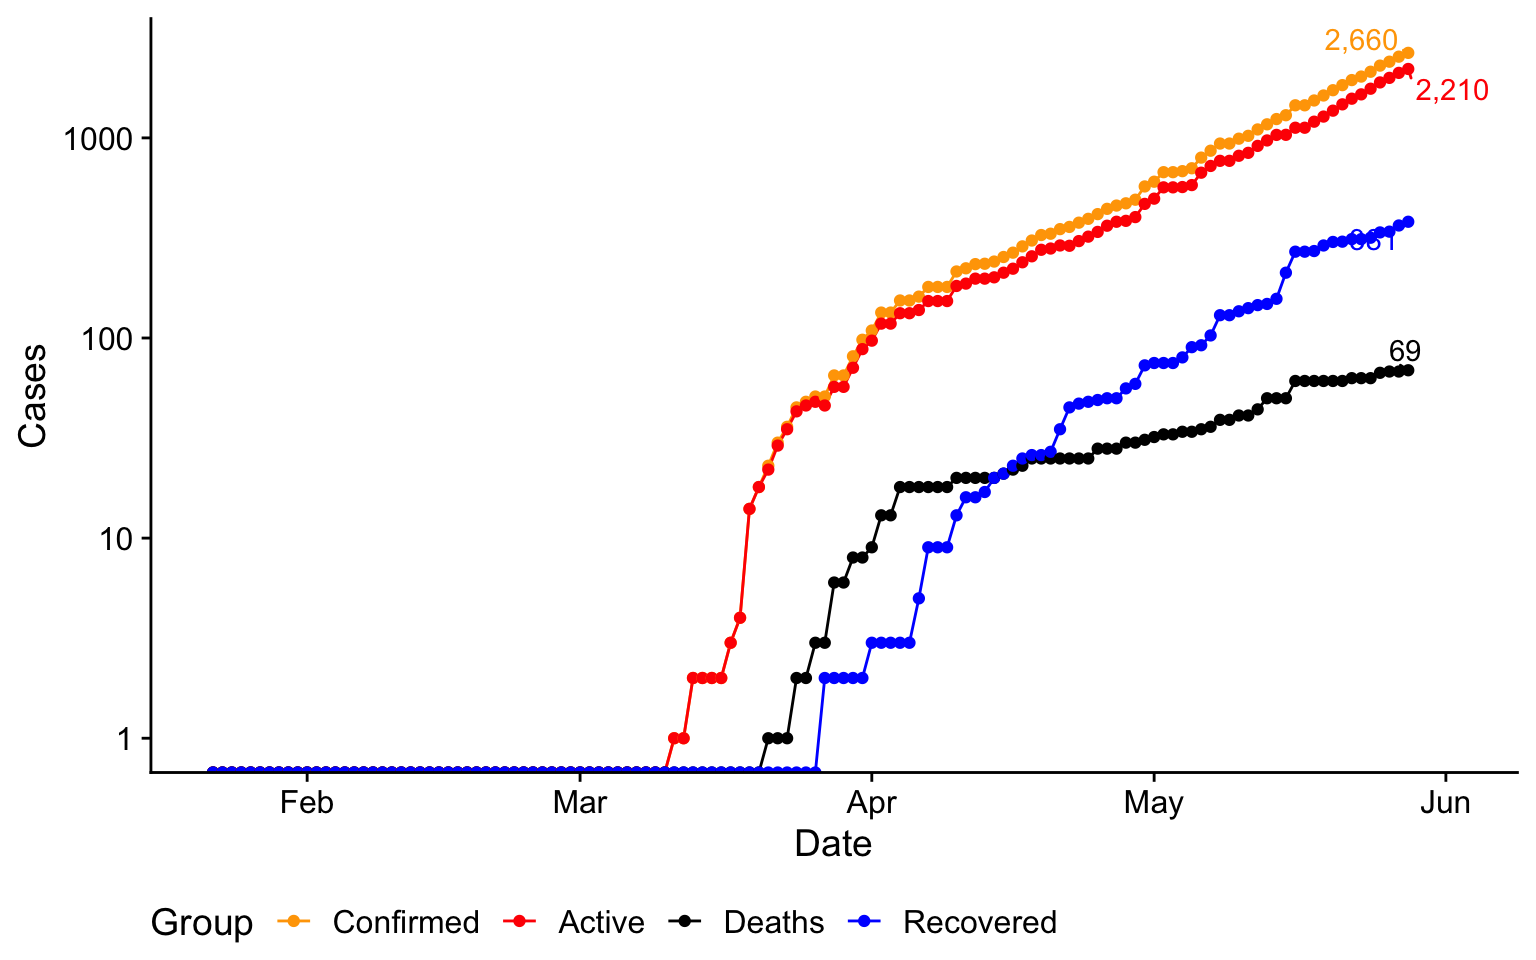 2,660
2,210
1000
100
69
10
1
Cases
Feb Mar Apr May Jun
Date
Group Confirmed Active Deaths Recovered